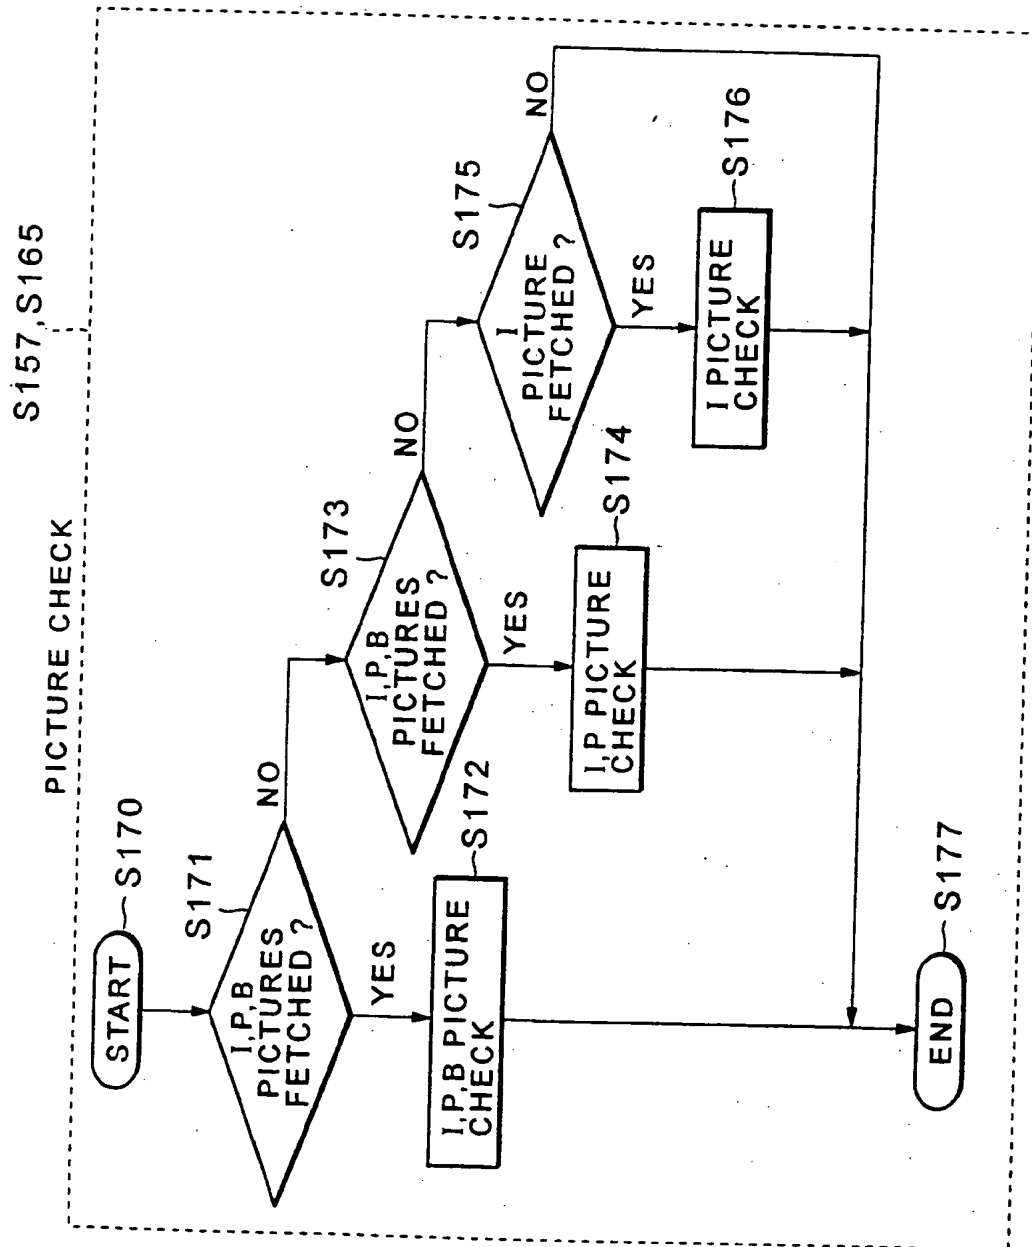 PICTURE CHECK
S157,S165
START
S170
I,P,B
PICTURES
FETCHED ?
S171
NO
YES
I,P,B PICTURE
CHECK
S172
I,P,B
PICTURES
FETCHED ?
S173
NO
YES
I,P PICTURE
CHECK
S174
I
PICTURE
FETCHED ?
S175
NO
YES
I PICTURE
CHECK
S176
END
S177